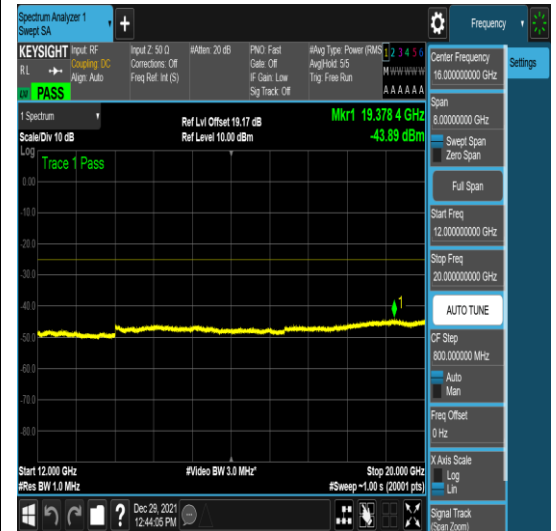 Spectrum Analyzer 1
Swept SA
+
Frequency
KEYSIGHT
RL
LXI
PASS
Input: RF
Coupling: DC
Align: Auto
Input Z: 50 Ω
Corrections: Off
Freq Ref: Int (S)
#Atten: 20 dB
PNO: Fast
Gate: Off
IF Gain: Low
Sig Track: Off
#Avg Type: Power (RMS
Avg|Hold: 5/5
Trig: Free Run
1 2 3 4 5 6
M W W W W W
A A A A A A
1 Spectrum
Scale/Div 10 dB
Ref Lvl Offset 19.17 dB
Ref Level 10.00 dBm
Mkr1 19.378 4 GHz
-43.89 dBm
Log
Trace 1 Pass
0.00
-10.0
-20.0
-30.0
-40.0
-50.0
-60.0
-70.0
-80.0
1
Start 12.000 GHz
#Res BW 1.0 MHz
#Video BW 3.0 MHz*
Stop 20.000 GHz
#Sweep ~1.00 s (20001 pts)
?
Dec 29, 2021
12:44:05 PM
Center Frequency
16.000000000 GHz
Settings
Span
8.00000000 GHz
Swept Span
Zero Span
Full Span
Start Freq
12.000000000 GHz
Stop Freq
20.000000000 GHz
AUTO TUNE
CF Step
800.000000 MHz
Auto
Man
Freq Offset
0 Hz
X Axis Scale
Log
Lin
Signal Track
(Span Zoom)